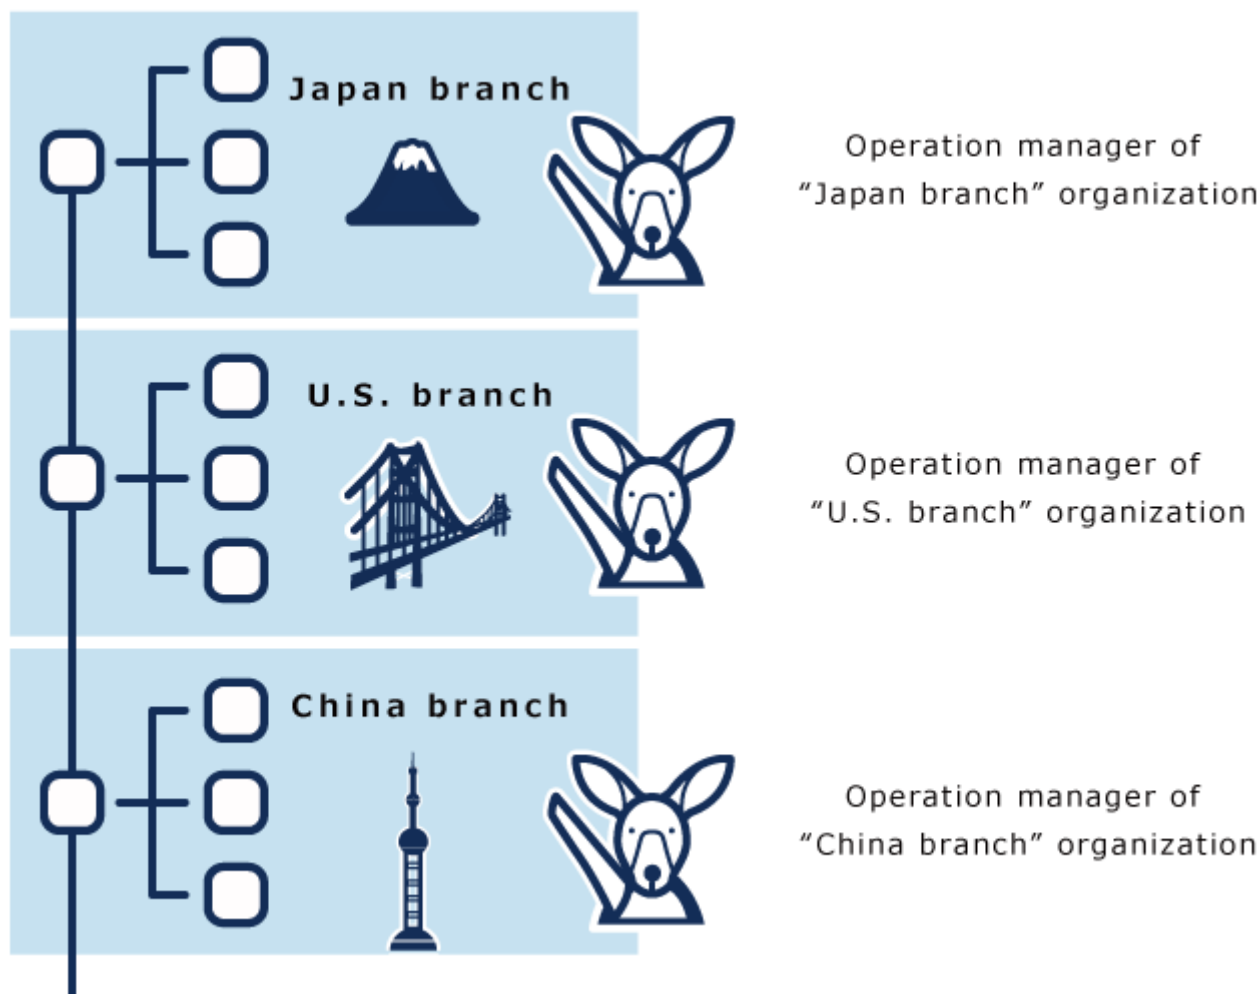 Japan branch
Operation manager of
“Japan branch” organization
U.S. branch
Operation manager of
“U.S. branch” organization
China branch
Operation manager of
“China branch” organization